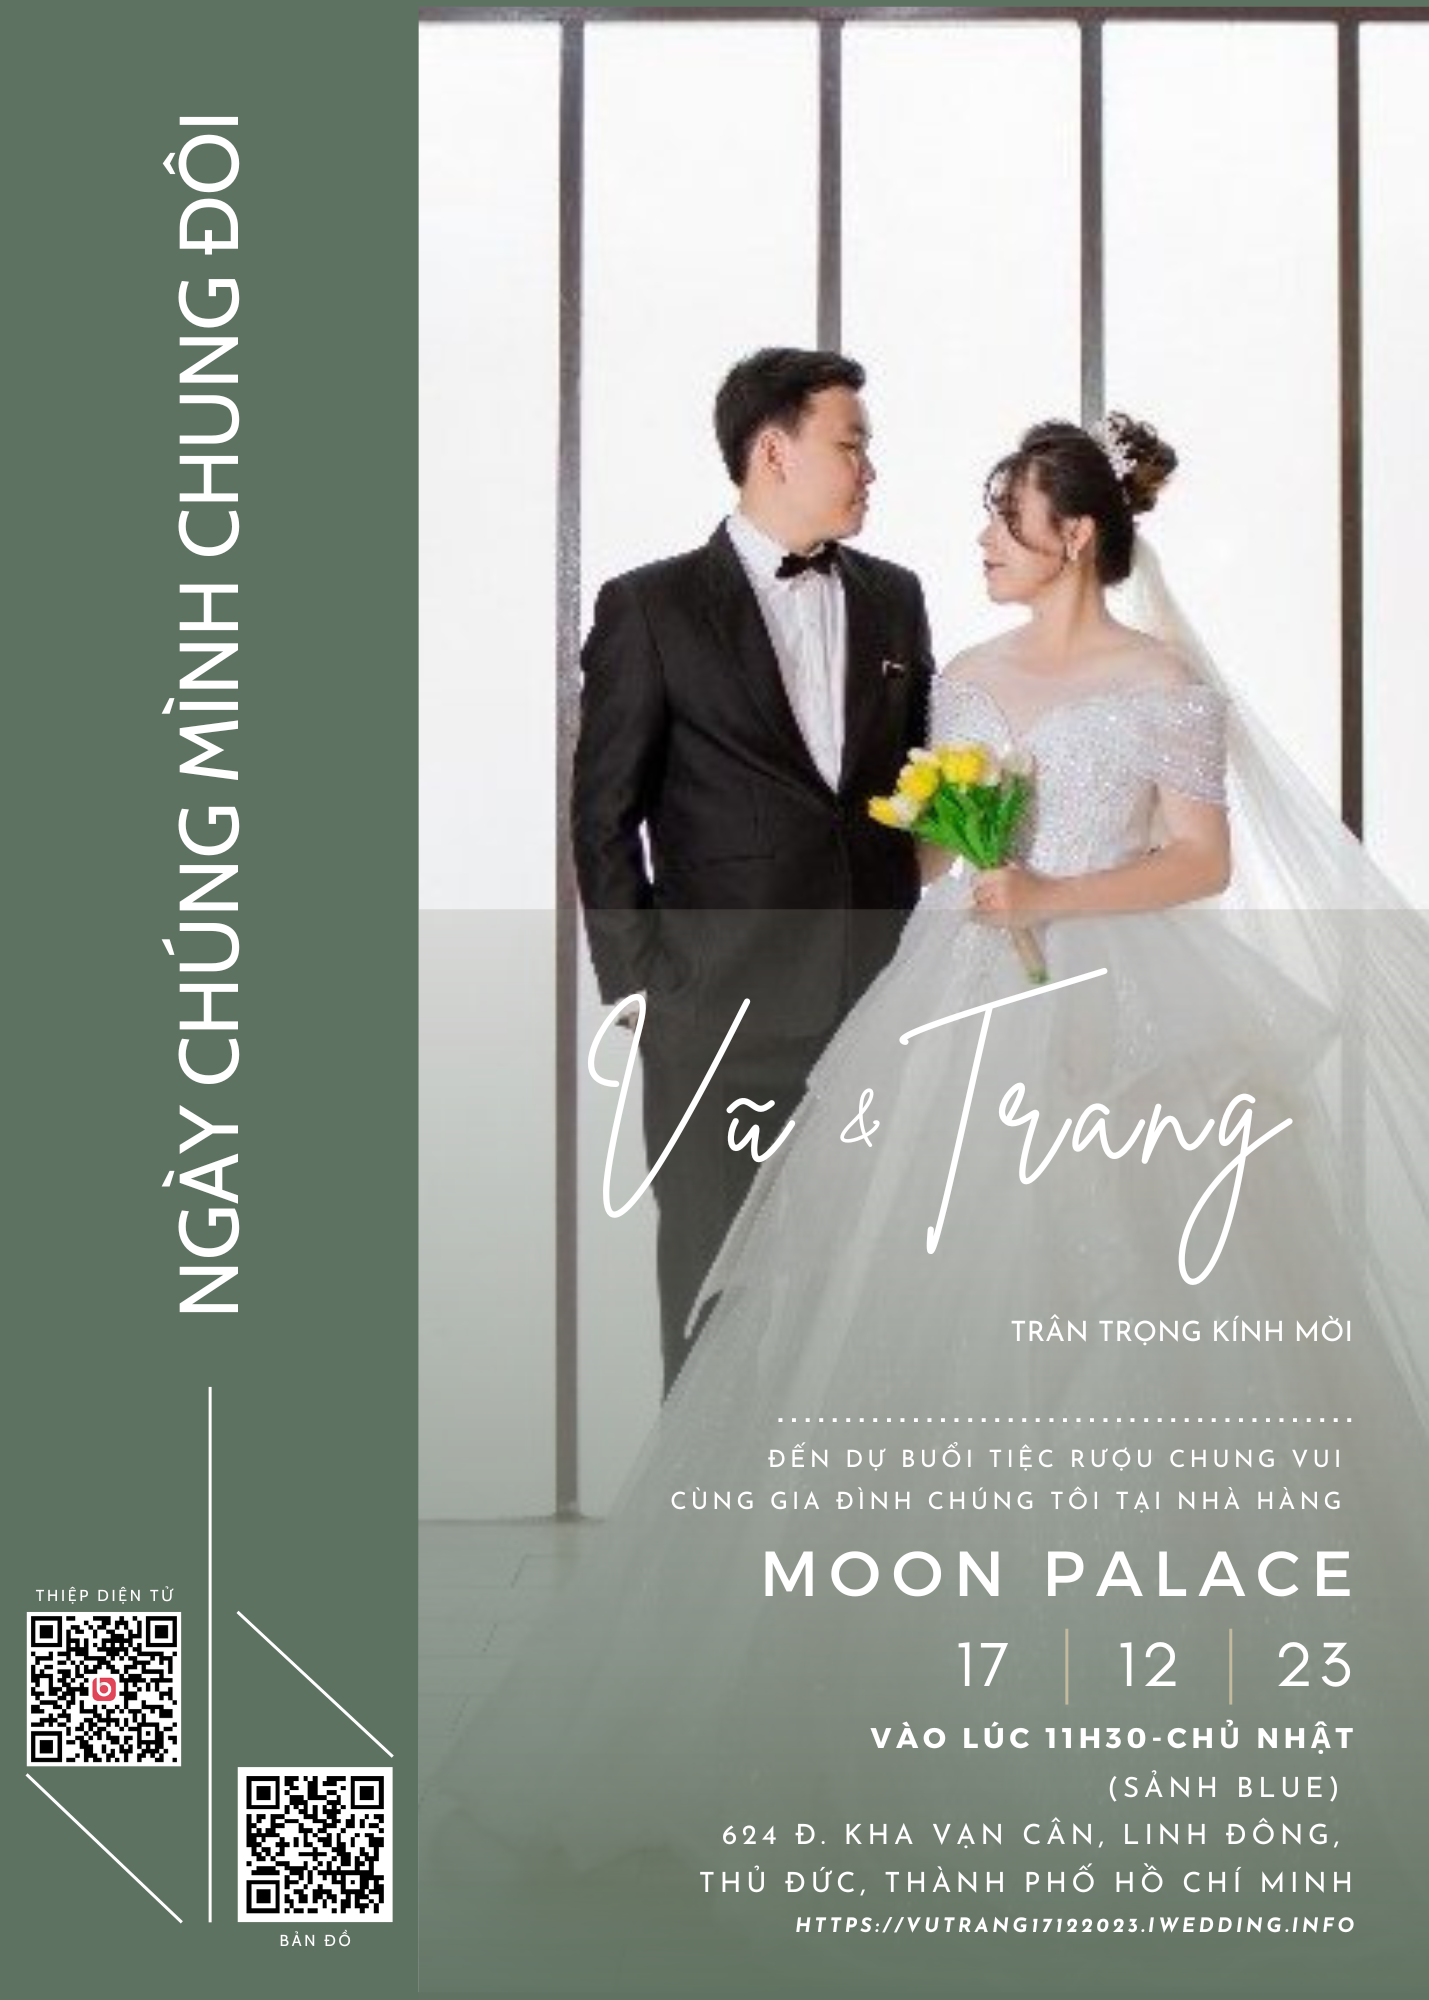 NGÀY CHÚNG MÌNH CHUNG ĐÔI
Vũ & Trang
TRÂN TRỌNG KÍNH MỜI
ĐẾN DỰ BUỔI TIỆC RƯỢU CHUNG VUI
CÙNG GIA ĐÌNH CHÚNG TÔI TẠI NHÀ HÀNG
MOON PALACE
17 | 12 | 23
VÀO LÚC 11H30-CHỦ NHẬT
(SẢNH BLUE)
624 Đ. KHA VẠN CÂN, LINH ĐÔNG,
THỦ ĐỨC, THÀNH PHỐ HỒ CHÍ MINH
HTTPS://VUTRANG17122023.IWEDDING.INFO
THIỆP DIỆN TỬ
b
BẢN ĐỒ